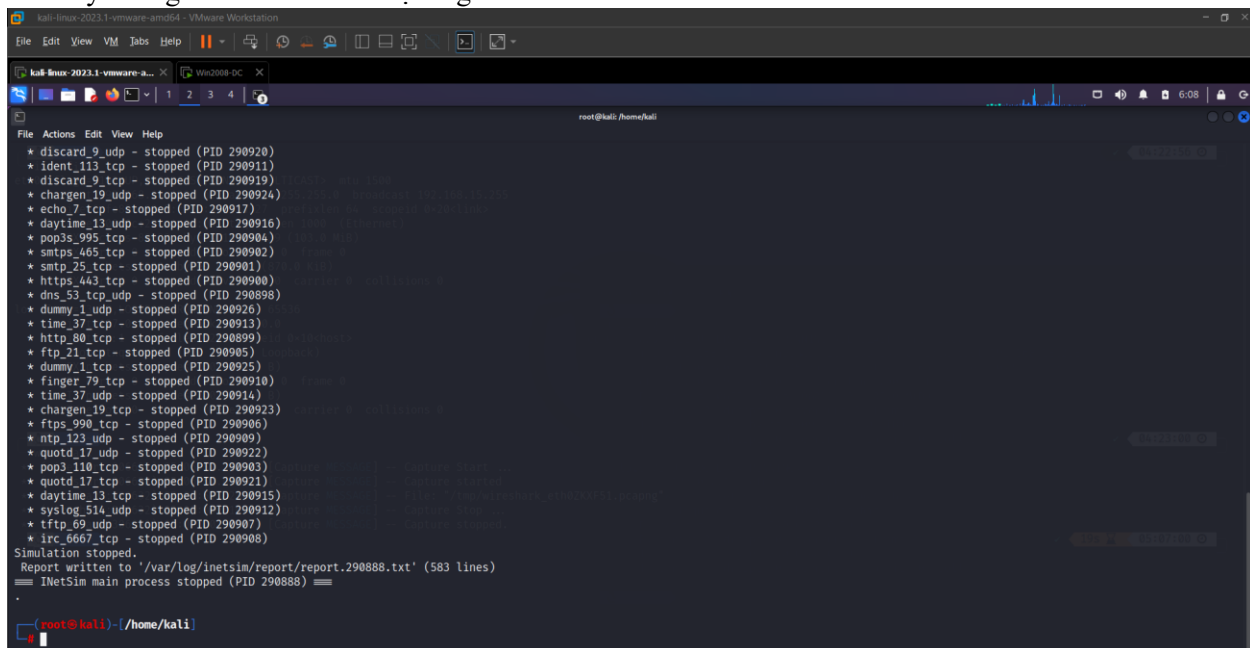 kali-linux-2023.1-vmware-amd64 - VMware Workstation
File Edit View VM Tabs Help
kali-linux-2023.1-vmware-a... Win2008-DC
1 2 3 4 6:08
root@kali: /home/kali
File Actions Edit View Help
* discard_9_udp - stopped (PID 290920)
* ident_113_tcp - stopped (PID 290911)
* discard_9_tcp - stopped (PID 290919)
* chargen_19_udp - stopped (PID 290924)
* echo_7_tcp - stopped (PID 290917)
* daytime_13_udp - stopped (PID 290916)
* pop3s_995_tcp - stopped (PID 290904)
* smtps_465_tcp - stopped (PID 290902)
* smtp_25_tcp - stopped (PID 290901)
* https_443_tcp - stopped (PID 290900)
* dns_53_tcp_udp - stopped (PID 290898)
* dummy_1_udp - stopped (PID 290926)
* time_37_tcp - stopped (PID 290913)
* http_80_tcp - stopped (PID 290899)
* ftp_21_tcp - stopped (PID 290905)
* dummy_1_tcp - stopped (PID 290925)
* finger_79_tcp - stopped (PID 290910)
* time_37_udp - stopped (PID 290914)
* chargen_19_tcp - stopped (PID 290923)
* ftps_990_tcp - stopped (PID 290906)
* ntp_123_udp - stopped (PID 290909)
* quotd_17_udp - stopped (PID 290922)
* pop3_110_tcp - stopped (PID 290903)
* quotd_17_tcp - stopped (PID 290921)
* daytime_13_tcp - stopped (PID 290915)
* syslog_514_udp - stopped (PID 290912)
* tftp_69_udp - stopped (PID 290907)
* irc_6667_tcp - stopped (PID 290908)
Simulation stopped.
Report written to '/var/log/inetsim/report/report.290888.txt' (583 lines)
=== INetSim main process stopped (PID 290888) ===
.
(root@kali)-[/home/kali]
#